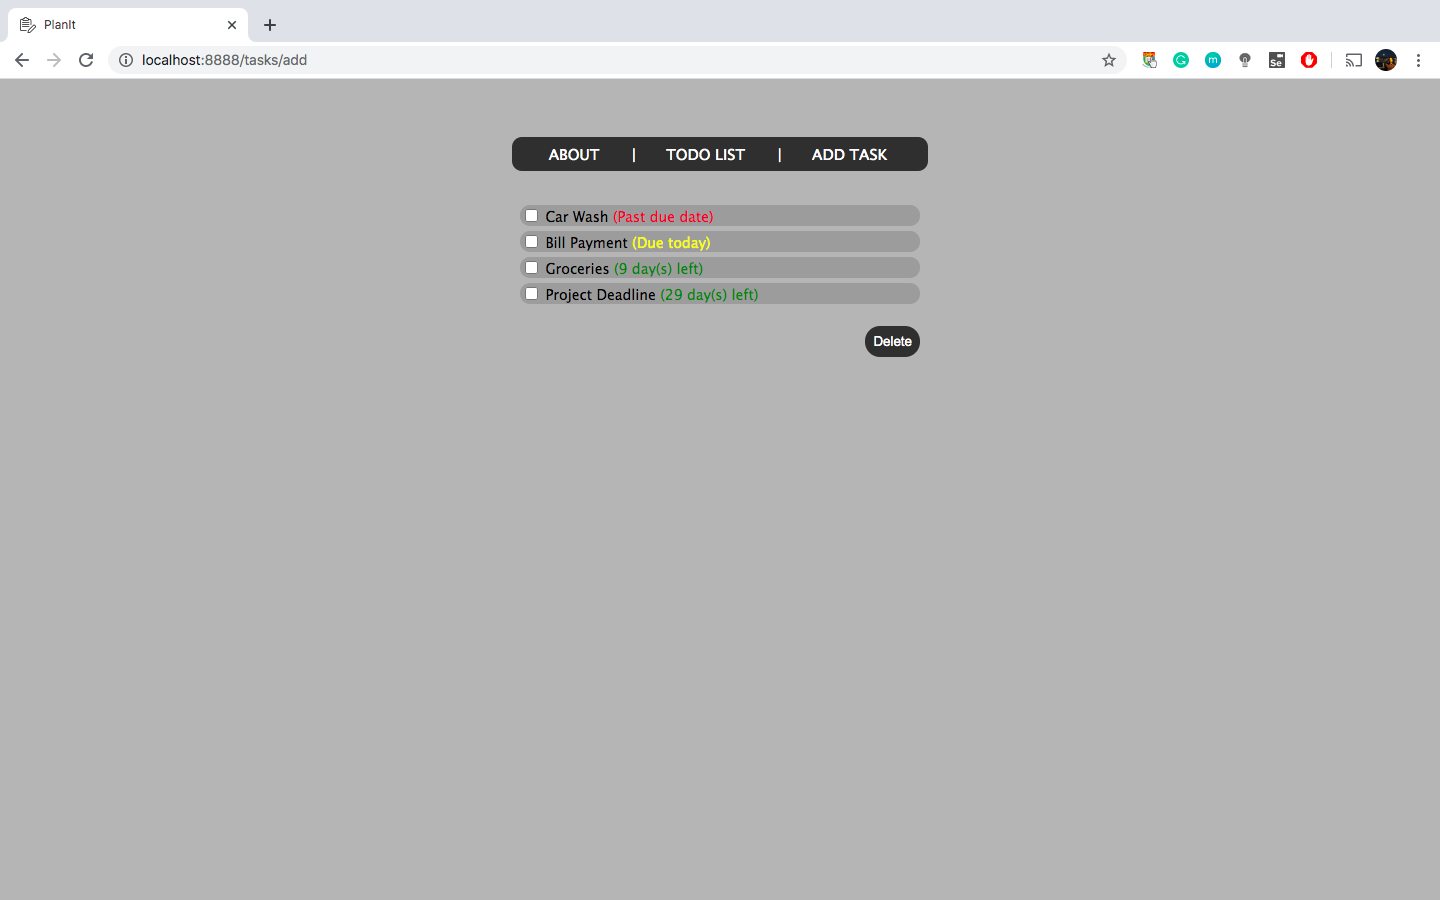 PlanIt
localhost:8888/tasks/add
Se
m
ABOUT | TODO LIST | ADD TASK
Car Wash (Past due date)
Bill Payment (Due today)
Groceries (9 day(s) left)
Project Deadline (29 day(s) left)
Delete